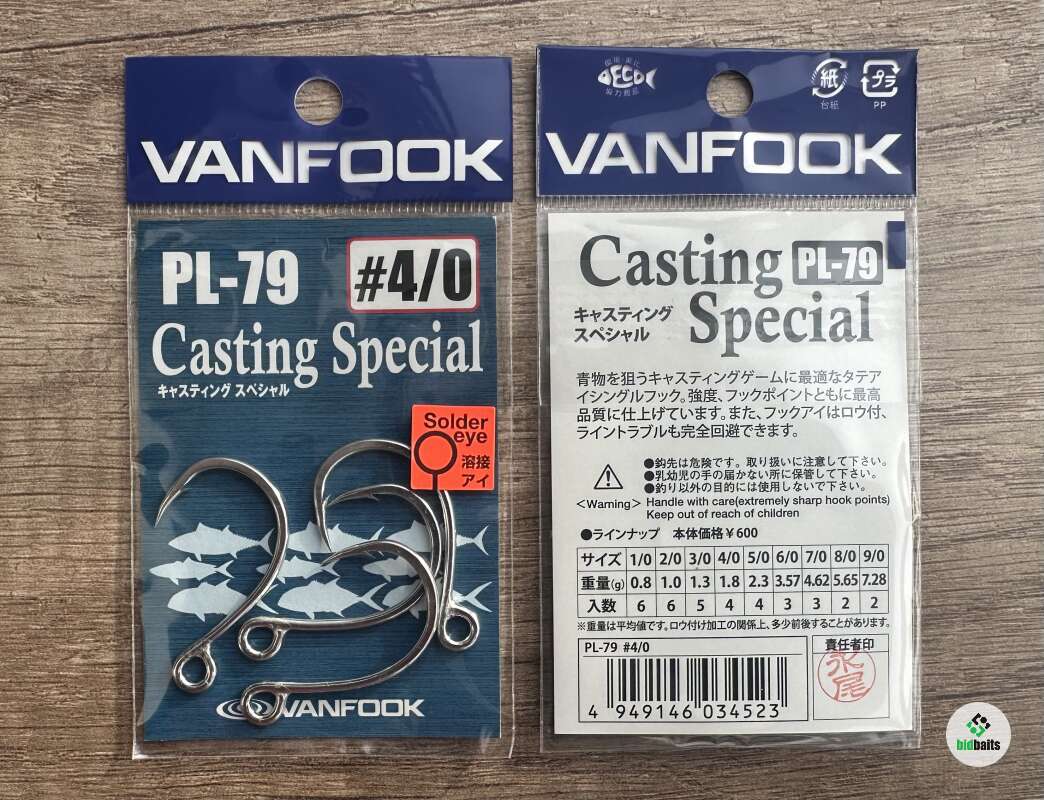 VANFOOK
PL-79 #4/0
Casting Special
キャスティング スペシャル
Solder
eye
溶接
アイ
VANFOOK
ECO
協力商品
紙
台紙
プラ
PP
VANFOOK
Casting PL-79
Special
キャスティング
スペシャル
青物を狙うキャスティングゲームに最適なタテア
イシングルフック。強度、フックポイントともに最高
品質に仕上げています。また、フックアイはロウ付、
ライントラブルも完全回避できます。
●鈎先は危険です。取り扱いに注意して下さい。
●乳幼児の手の届かない所に保管して下さい。
●釣り以外の目的には使用しないで下さい。
<Warning> Handle with care(extremely sharp hook points)
Keep out of reach of children
●ラインナップ 本体価格¥600
サイズ 1/0 2/0 3/0 4/0 5/0 6/0 7/0 8/0 9/0
重量(g) 0.8 1.0 1.3 1.8 2.3 3.57 4.62 5.65 7.28
入数 6 6 5 4 4 3 3 2 2
※重量は平均値です。ロウ付け加工の関係上、多少前後することがあります。
PL-79 #4/0
4 949146 034523
責任者印
永尾
bidbaits